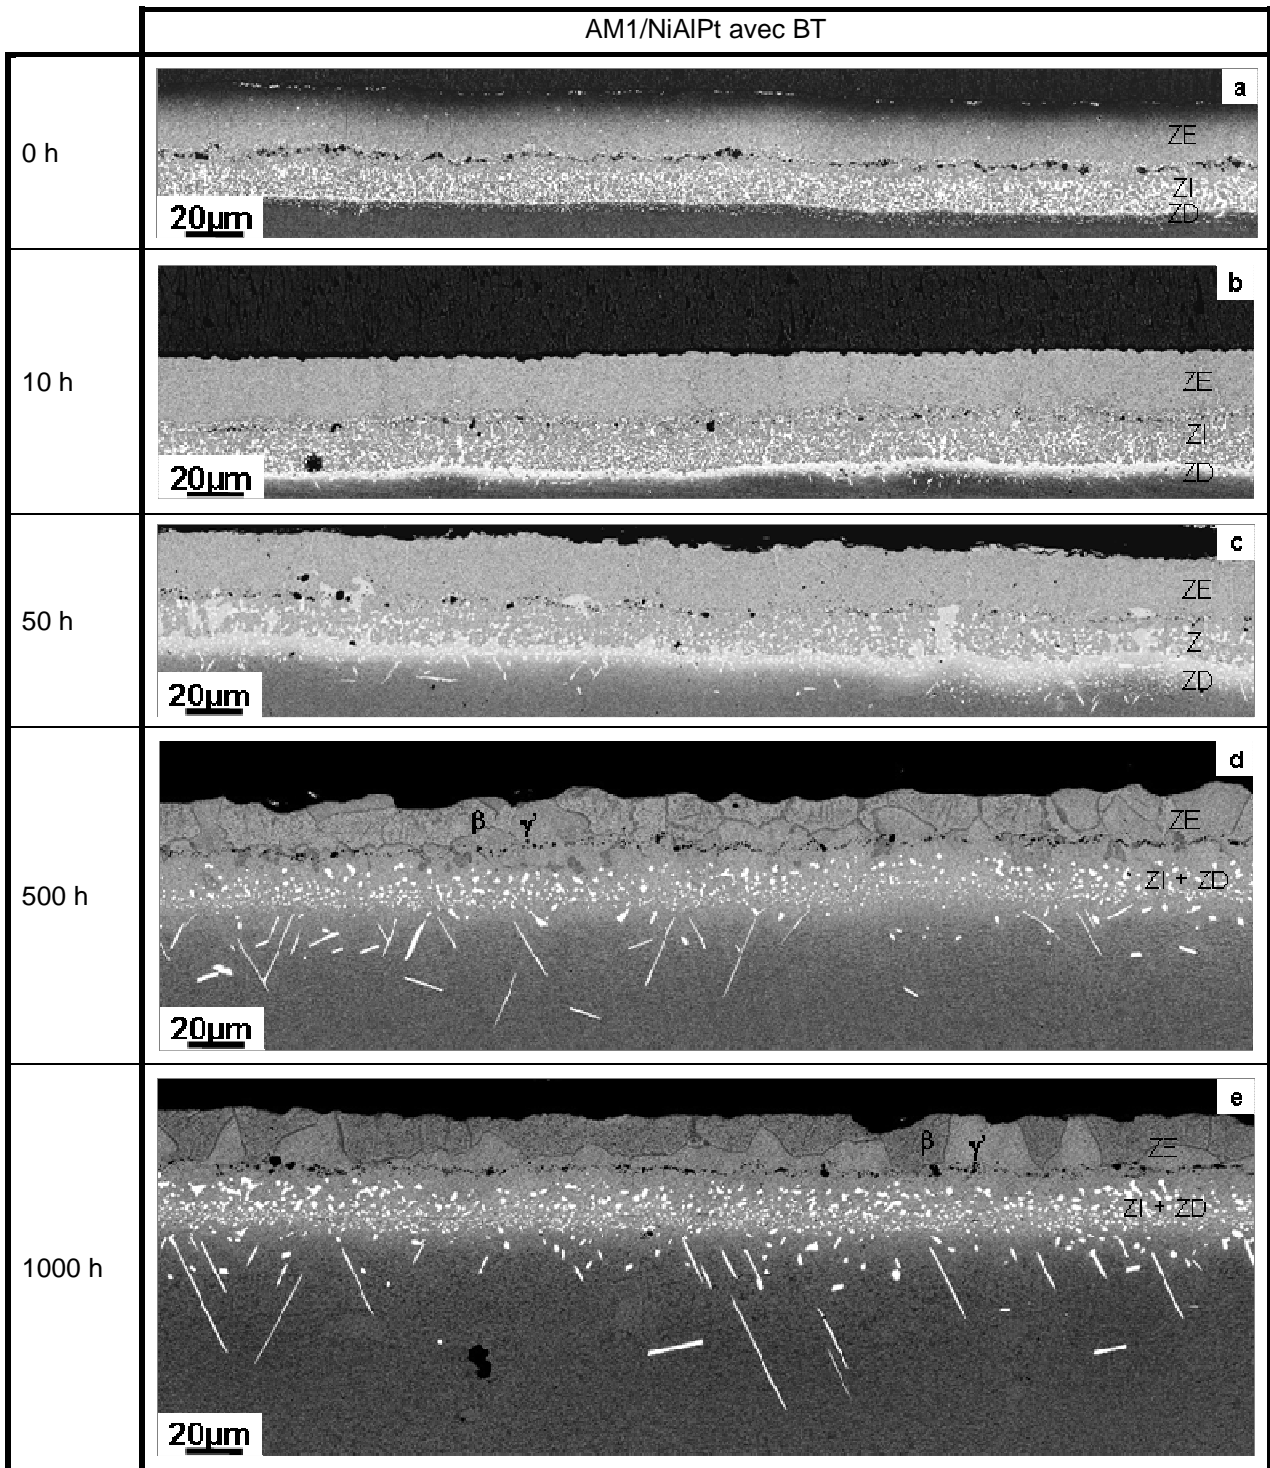 AM1/NiAlPt avec BT
0 h
a
ZE
ZI
ZD
20µm
10 h
b
ZE
ZI
ZD
20µm
50 h
c
ZE
Z
ZD
20µm
500 h
d
β γ' ZE
ZI + ZD
20µm
1000 h
e
β γ' ZE
ZI + ZD
20µm